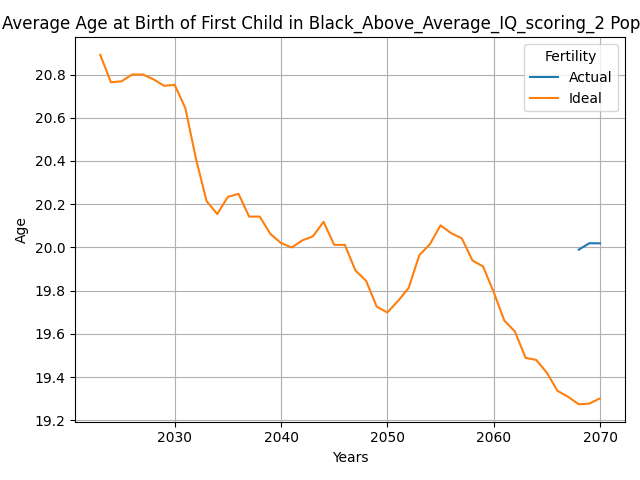 Average Age at Birth of First Child in Black_Above_Average_IQ_scoring_2 Pop
Fertility
Actual
Ideal
20.8
20.6
20.4
20.2
20.0
19.8
19.6
19.4
19.2
Age
2030 2040 2050 2060 2070
Years